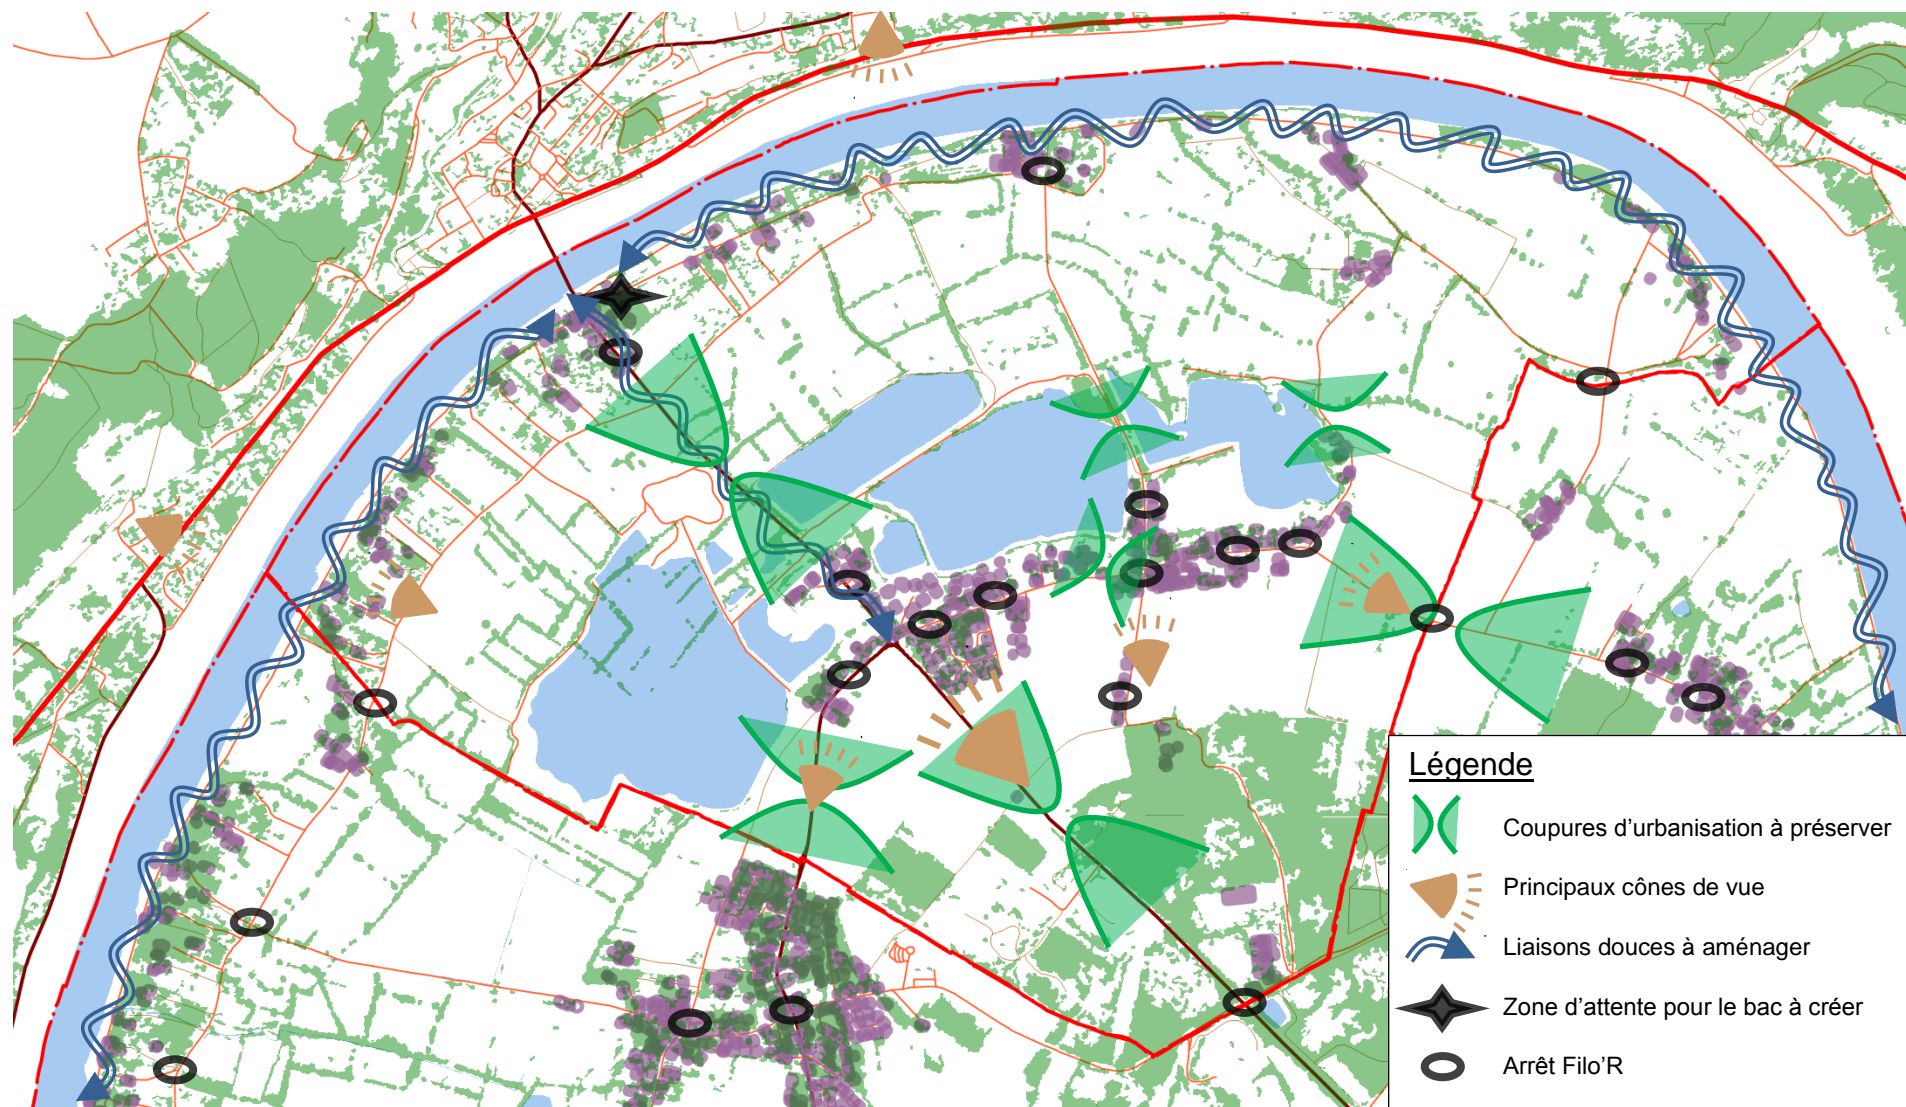 Légende
Coupures d’urbanisation à préserver
Principaux cônes de vue
Liaisons douces à aménager
Zone d’attente pour le bac à créer
Arrêt Filo’R